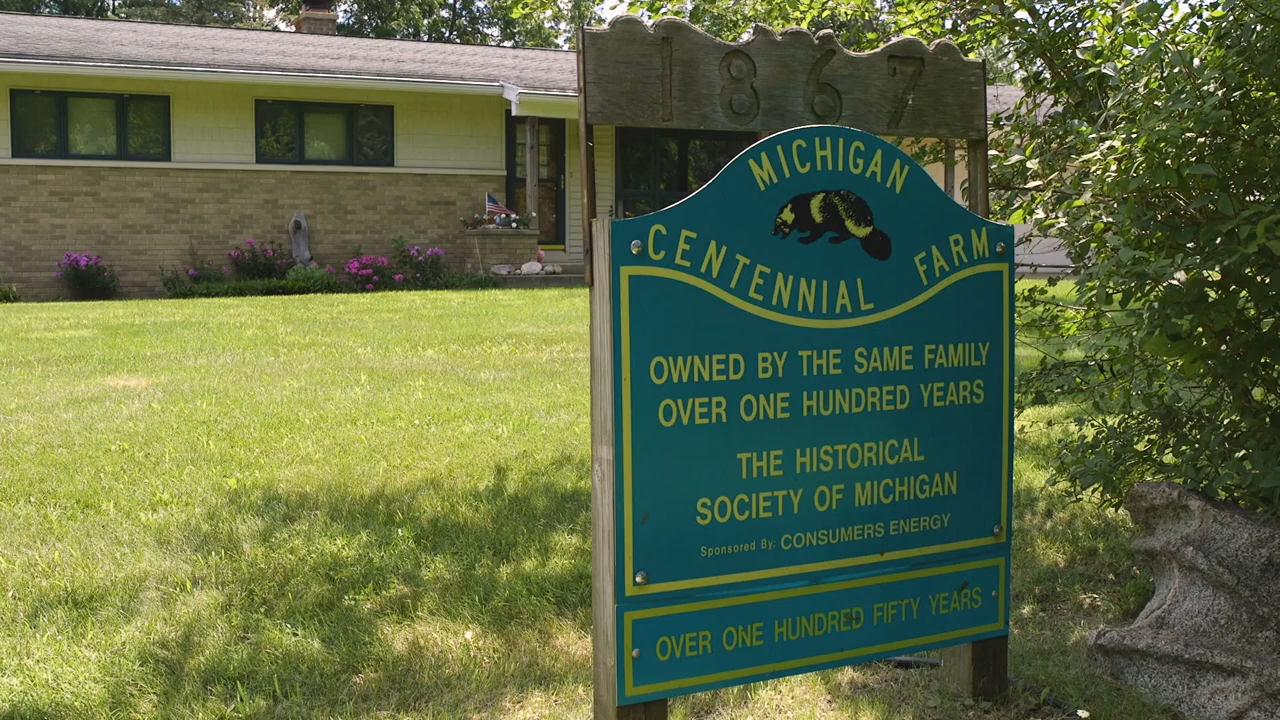 1867
MICHIGAN
CENTENNIAL FARM
OWNED BY THE SAME FAMILY
OVER ONE HUNDRED YEARS
THE HISTORICAL
SOCIETY OF MICHIGAN
Sponsored By: CONSUMERS ENERGY
OVER ONE HUNDRED FIFTY YEARS